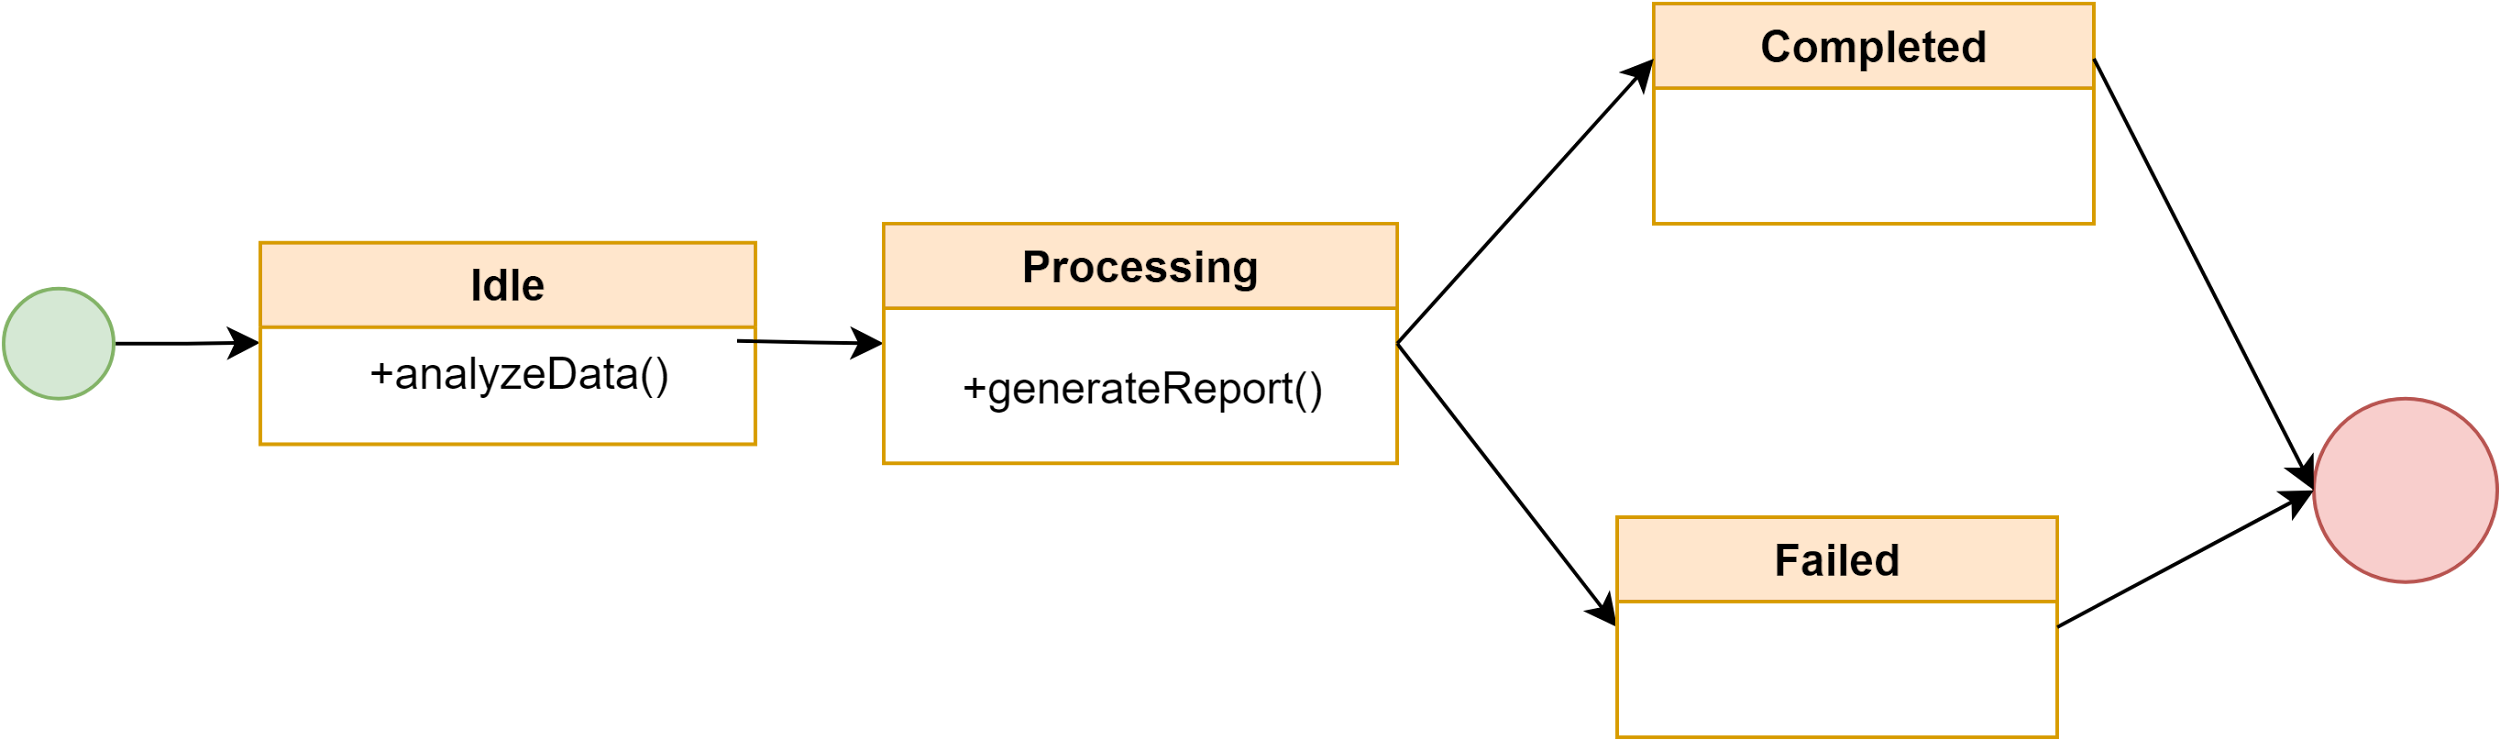 Idle
+analyzeData()
Processing
+generateReport()
Completed
Failed